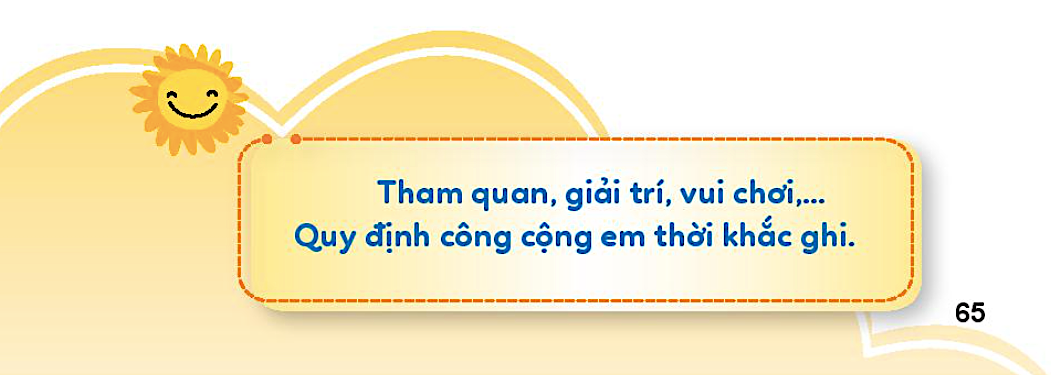 Tham quan, giải trí, vui chơi,...
Quy định công cộng em thời khắc ghi.
65